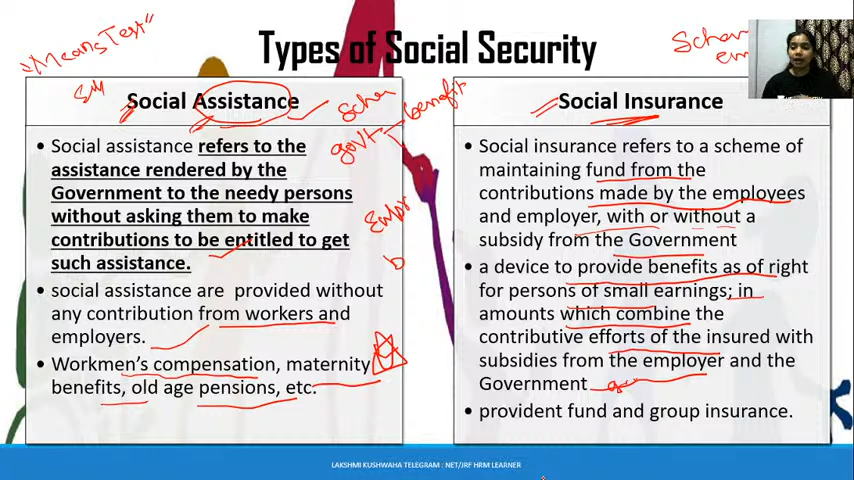 Types of Social Security
"Means Test"
Social Assistance
• Social assistance refers to the
assistance rendered by the
Government to the needy persons
without asking them to make
contributions to be entitled to get
such assistance.
• social assistance are provided without
any contribution from workers and
employers.
• Workmen's compensation, maternity
benefits, old age pensions, etc.
govt
benefit
Social Insurance
• Social insurance refers to a scheme of
maintaining fund from the
contributions made by the employees
and employer, with or without a
subsidy from the Government
• a device to provide benefits as of right
for persons of small earnings; in
amounts which combine the
contributive efforts of the insured with
subsidies from the employer and the
Government
• provident fund and group insurance.
LAKSHMI KUSHWAHA TELEGRAM : NET/JRF HRM LEARNER